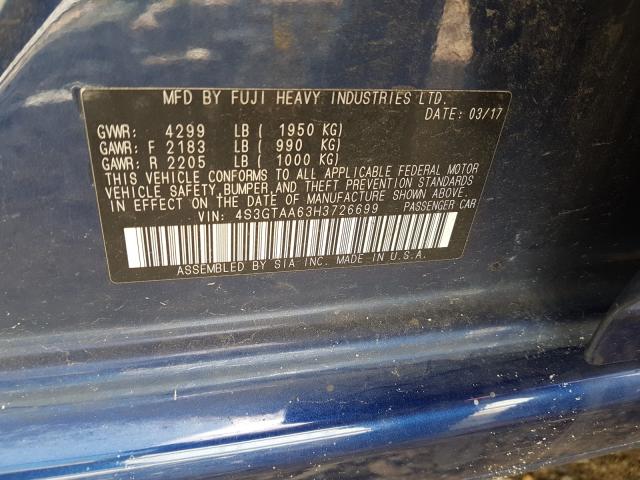 MFD BY FUJI HEAVY INDUSTRIES LTD.
DATE: 03/17
GVWR: 4299 LB ( 1950 KG)
GAWR: F 2183 LB ( 990 KG)
GAWR: R 2205 LB ( 1000 KG)
THIS VEHICLE CONFORMS TO ALL APPLICABLE FEDERAL MOTOR
VEHICLE SAFETY, BUMPER, AND THEFT PREVENTION STANDARDS
IN EFFECT ON THE DATE OF MANUFACTURE SHOWN ABOVE.
VIN: 4S3GTAA63H3726699 PASSENGER CAR
ASSEMBLED BY SIA INC. MADE IN U.S.A.